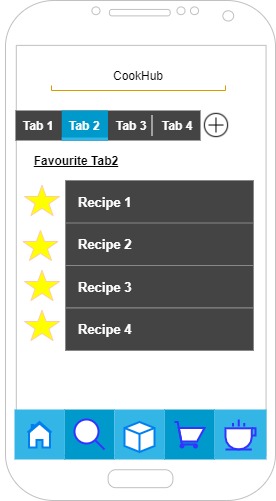 CookHub
Tab 1 Tab 2 Tab 3 Tab 4
Favourite Tab2
Recipe 1
Recipe 2
Recipe 3
Recipe 4